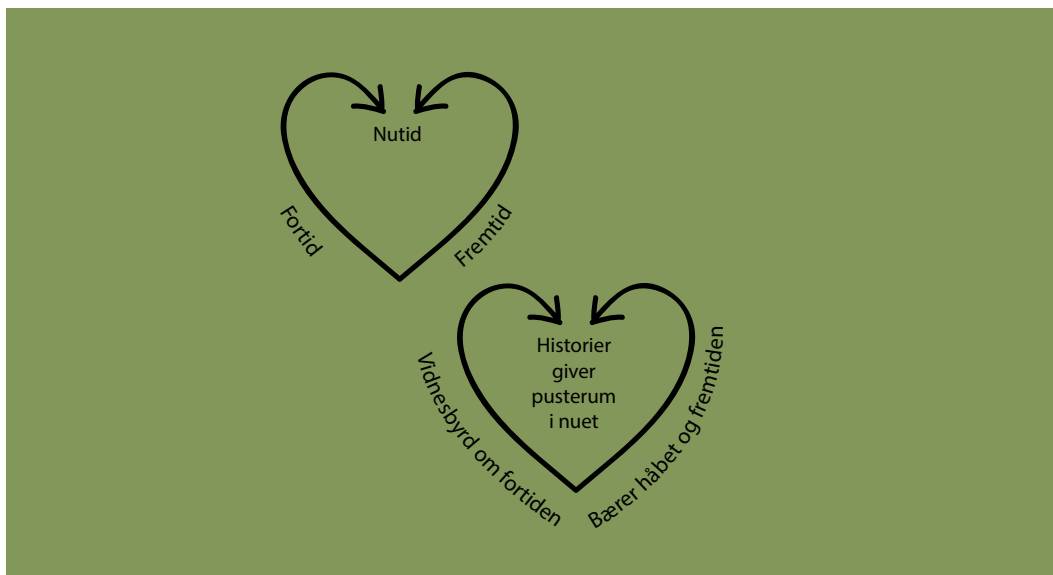 Nutid
Fortid
Fremtid
Historier
giver
pusterum
i nuet
Vidnesbyrd om fortiden
Bærer håbet og fremtiden